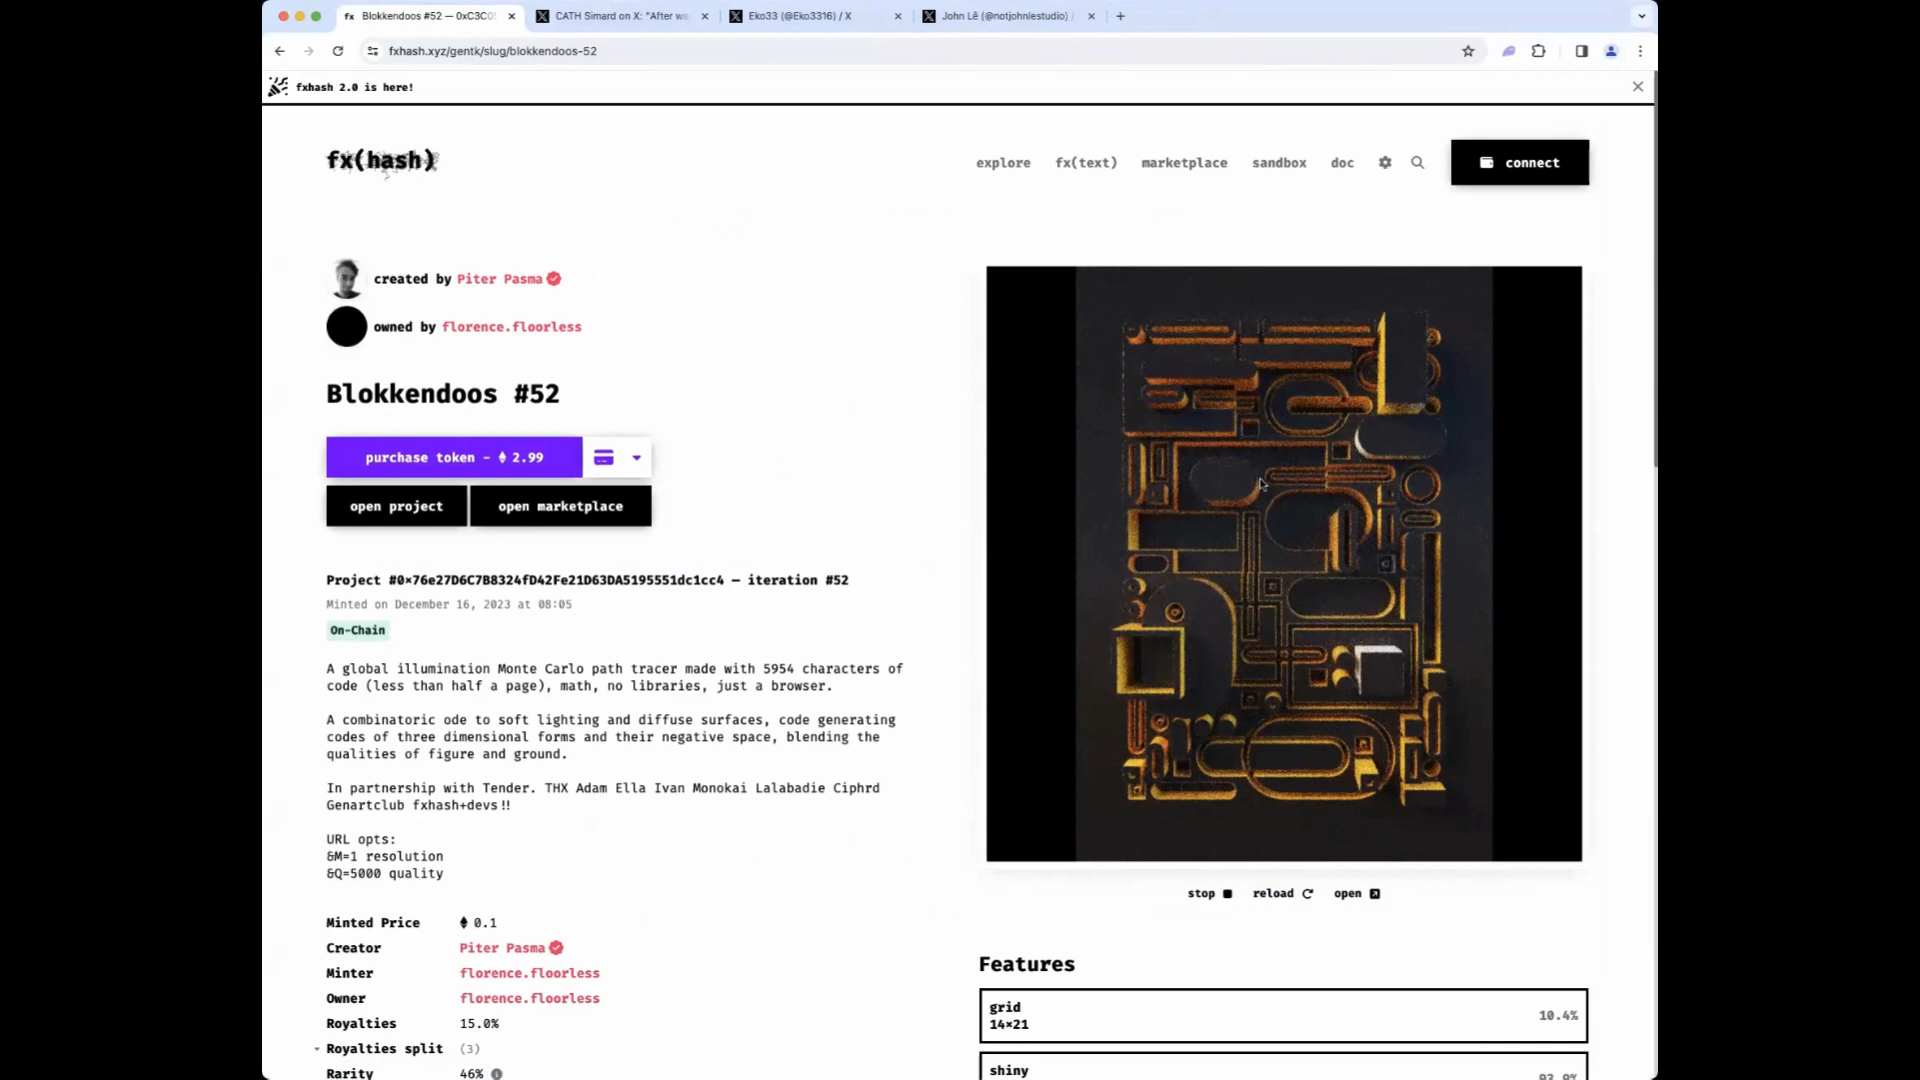 Blokkendoos #52 — 0xC3C0
CATH Simard on X: "After wa
Eko33 (@Eko3316) / X
John Lê (@notjohnlestudio) /
fxhash.xyz/gentk/slug/blokkendoos-52
fxhash 2.0 is here!
fx(hash)
explore
fx(text)
marketplace
sandbox
doc
connect
created by Piter Pasma
owned by florence.floorless
Blokkendoos #52
purchase token - 2.99
open project
open marketplace
Project #0×76e27D6C7B8324fD42Fe21D63DA5195551dc1cc4 — iteration #52
Minted on December 16, 2023 at 08:05
On-Chain
A global illumination Monte Carlo path tracer made with 5954 characters of
code (less than half a page), math, no libraries, just a browser.
A combinatoric ode to soft lighting and diffuse surfaces, code generating
codes of three dimensional forms and their negative space, blending the
qualities of figure and ground.
In partnership with Tender. THX Adam Ella Ivan Monokai Lalabadie Ciphrd
Genartclub fxhash+devs!!
URL opts:
&M=1 resolution
&Q=5000 quality
Minted Price 0.1
Creator Piter Pasma
Minter florence.floorless
Owner florence.floorless
Royalties 15.0%
Royalties split (3)
Rarity 46%
stop
reload
open
Features
grid
14×21
10.4%
shiny